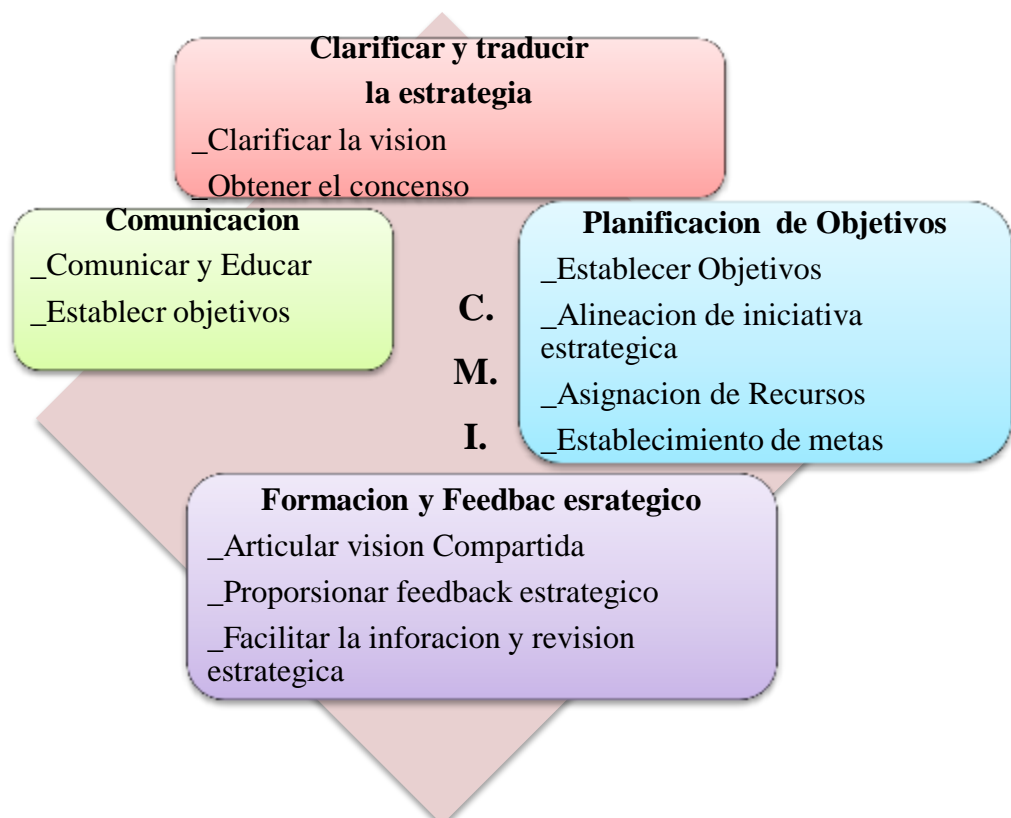 Clarificar y traducir
la estrategia
_Clarificar la vision
_Obtener el concenso
Comunicacion
_Comunicar y Educar
_Establecr objetivos
C.
M.
I.
Planificacion de Objetivos
_Establecer Objetivos
_Alineacion de iniciativa
estrategica
_Asignacion de Recursos
_Establecimiento de metas
Formacion y Feedbac esrategico
_Articular vision Compartida
_Proporsionar feedback estrategico
_Facilitar la inforacion y revision
estrategica